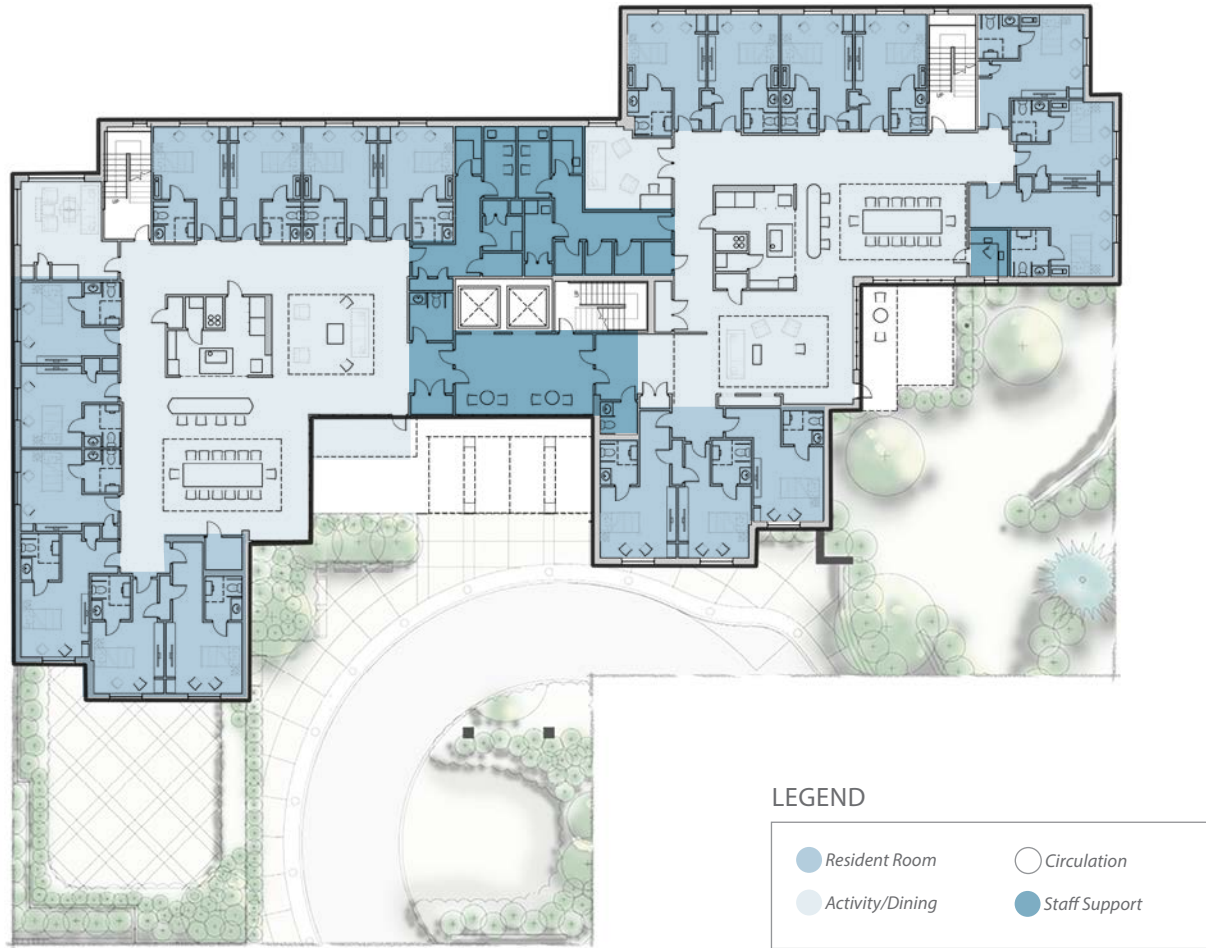 LEGEND
Resident Room
Circulation
Activity/Dining
Staff Support